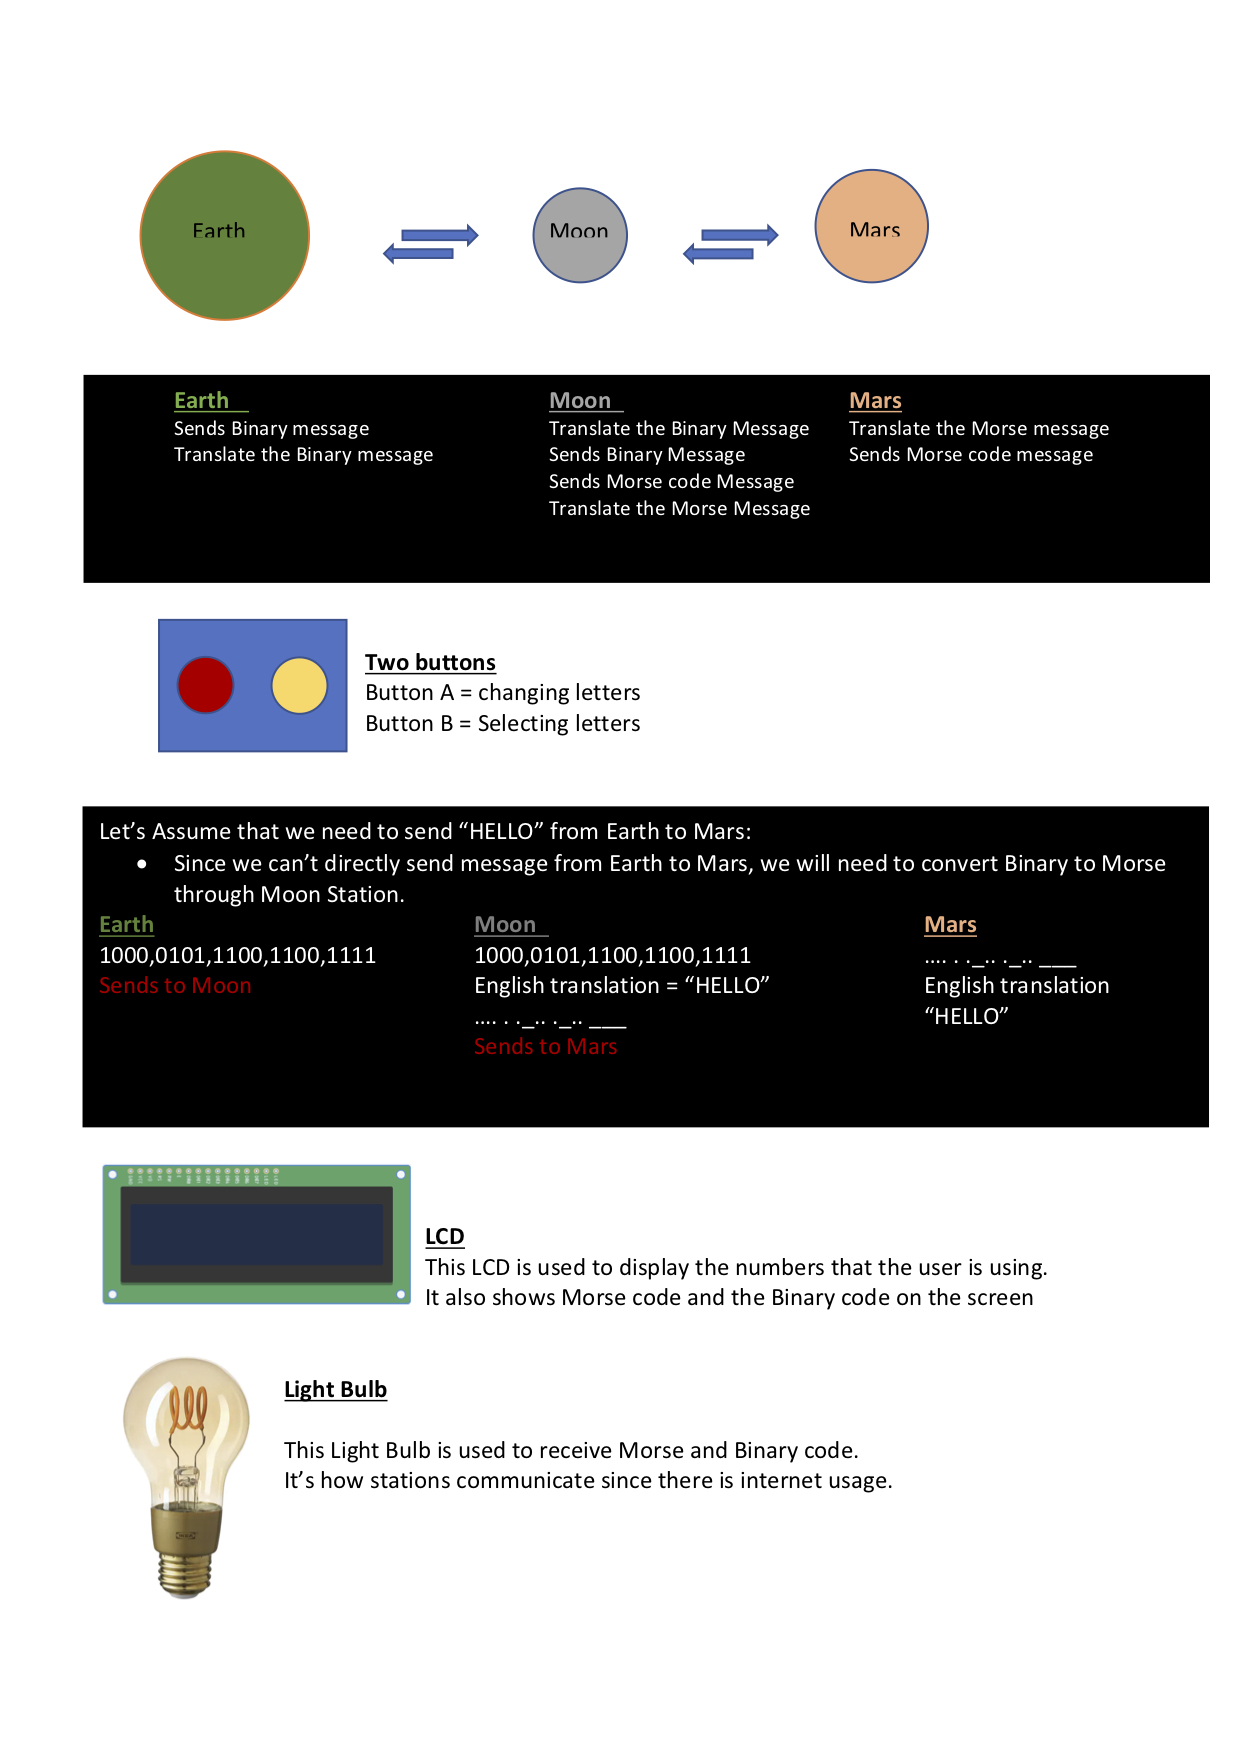 Earth
Moon
Mars
Earth
Sends Binary message
Translate the Binary message
Moon
Translate the Binary Message
Sends Binary Message
Sends Morse code Message
Translate the Morse Message
Mars
Translate the Morse message
Sends Morse code message
Two buttons
Button A = changing letters
Button B = Selecting letters
Let’s Assume that we need to send “HELLO” from Earth to Mars:
• Since we can’t directly send message from Earth to Mars, we will need to convert Binary to Morse
through Moon Station.
Earth
1000,0101,1100,1100,1111
Sends to Moon
Moon
1000,0101,1100,1100,1111
English translation = “HELLO”
.... . ._.. ._.. ___
Sends to Mars
Mars
.... . ._.. ._.. ___
English translation
“HELLO”
LCD
This LCD is used to display the numbers that the user is using.
It also shows Morse code and the Binary code on the screen
Light Bulb
This Light Bulb is used to receive Morse and Binary code.
It’s how stations communicate since there is internet usage.